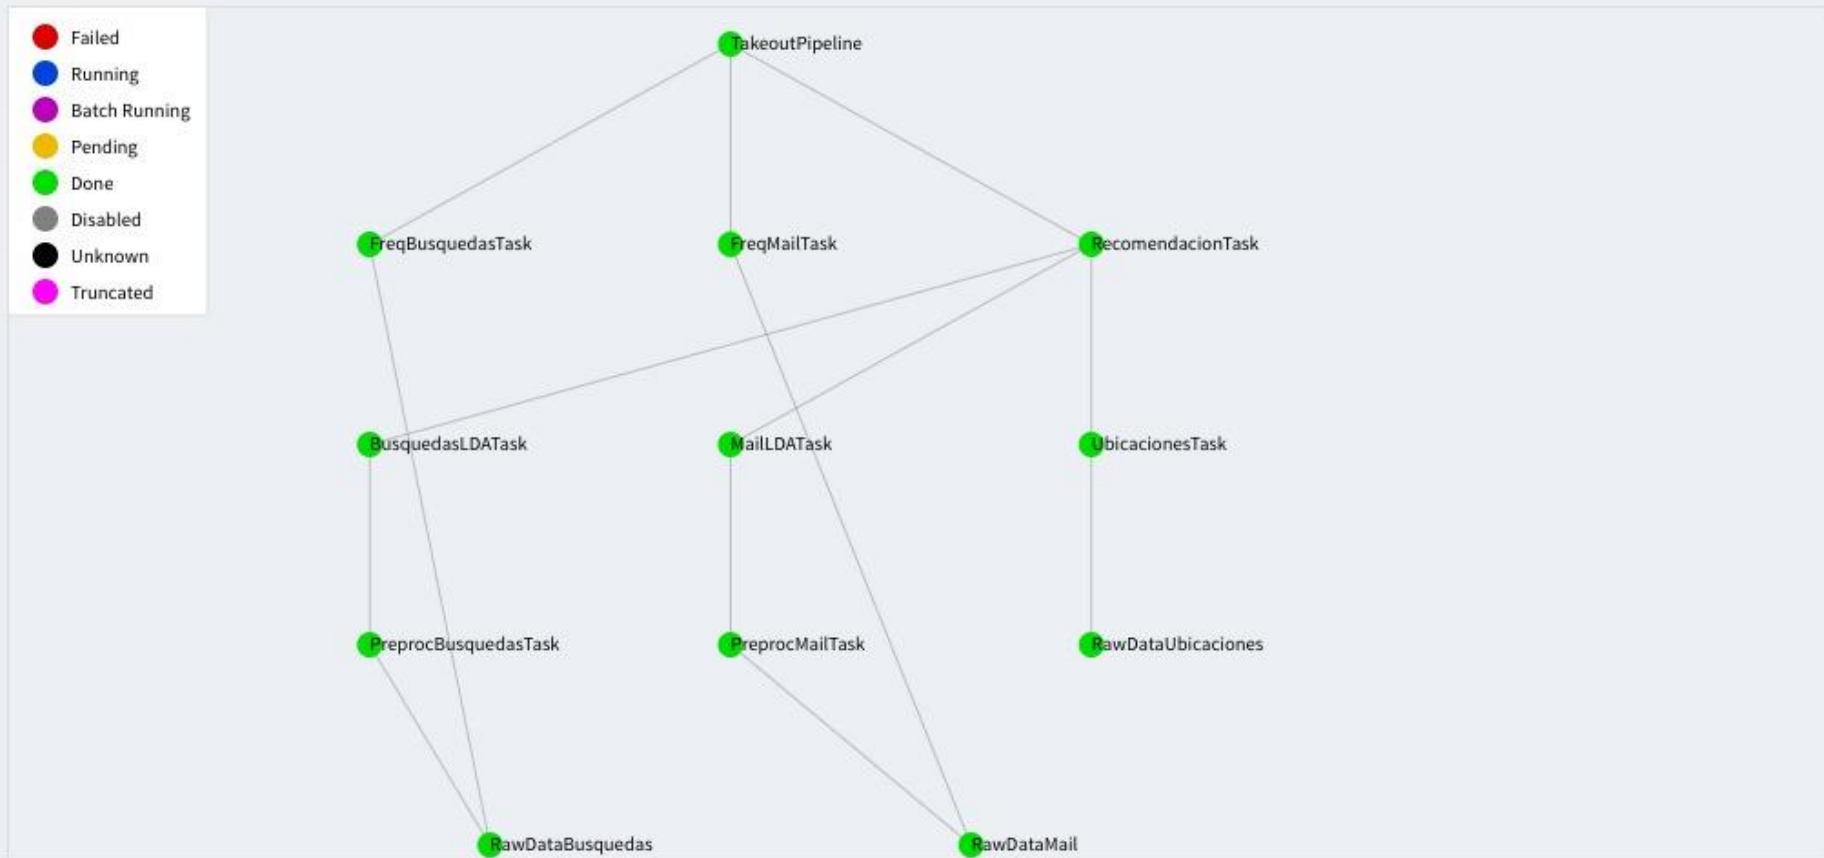 Failed
Running
Batch Running
Pending
Done
Disabled
Unknown
Truncated
TakeoutPipeline
FreqBusquedasTask
FreqMailTask
RecomendacionTask
BusquedasLDATask
MailLDATask
UbicacionesTask
PreprocBusquedasTask
PreprocMailTask
RawDataUbicaciones
RawDataBusquedas
RawDataMail